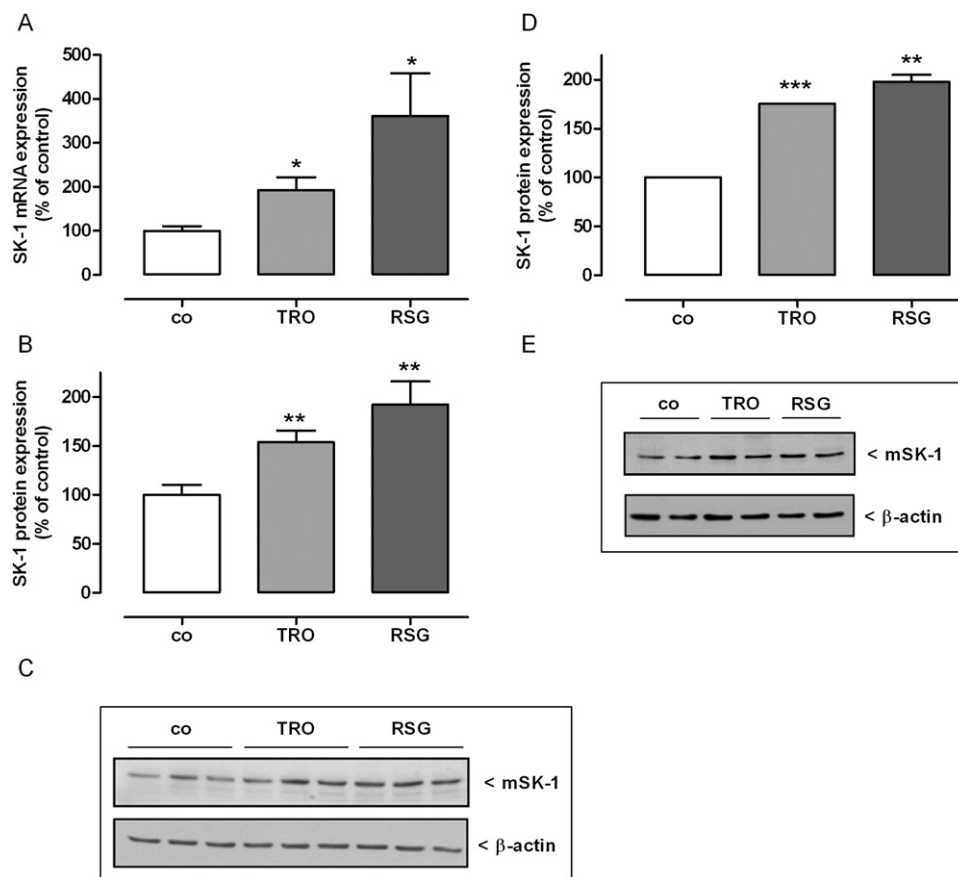 A
SK-1 mRNA expression
(% of control)
500
400
300
200
100
0
*
*
co TRO RSG
B
SK-1 protein expression
(% of control)
200
150
100
50
0
**
**
co TRO RSG
C
co TRO RSG
< mSK-1
< β-actin
D
SK-1 protein expression
(% of control)
200
150
100
50
0
***
**
co TRO RSG
E
co TRO RSG
< mSK-1
< β-actin